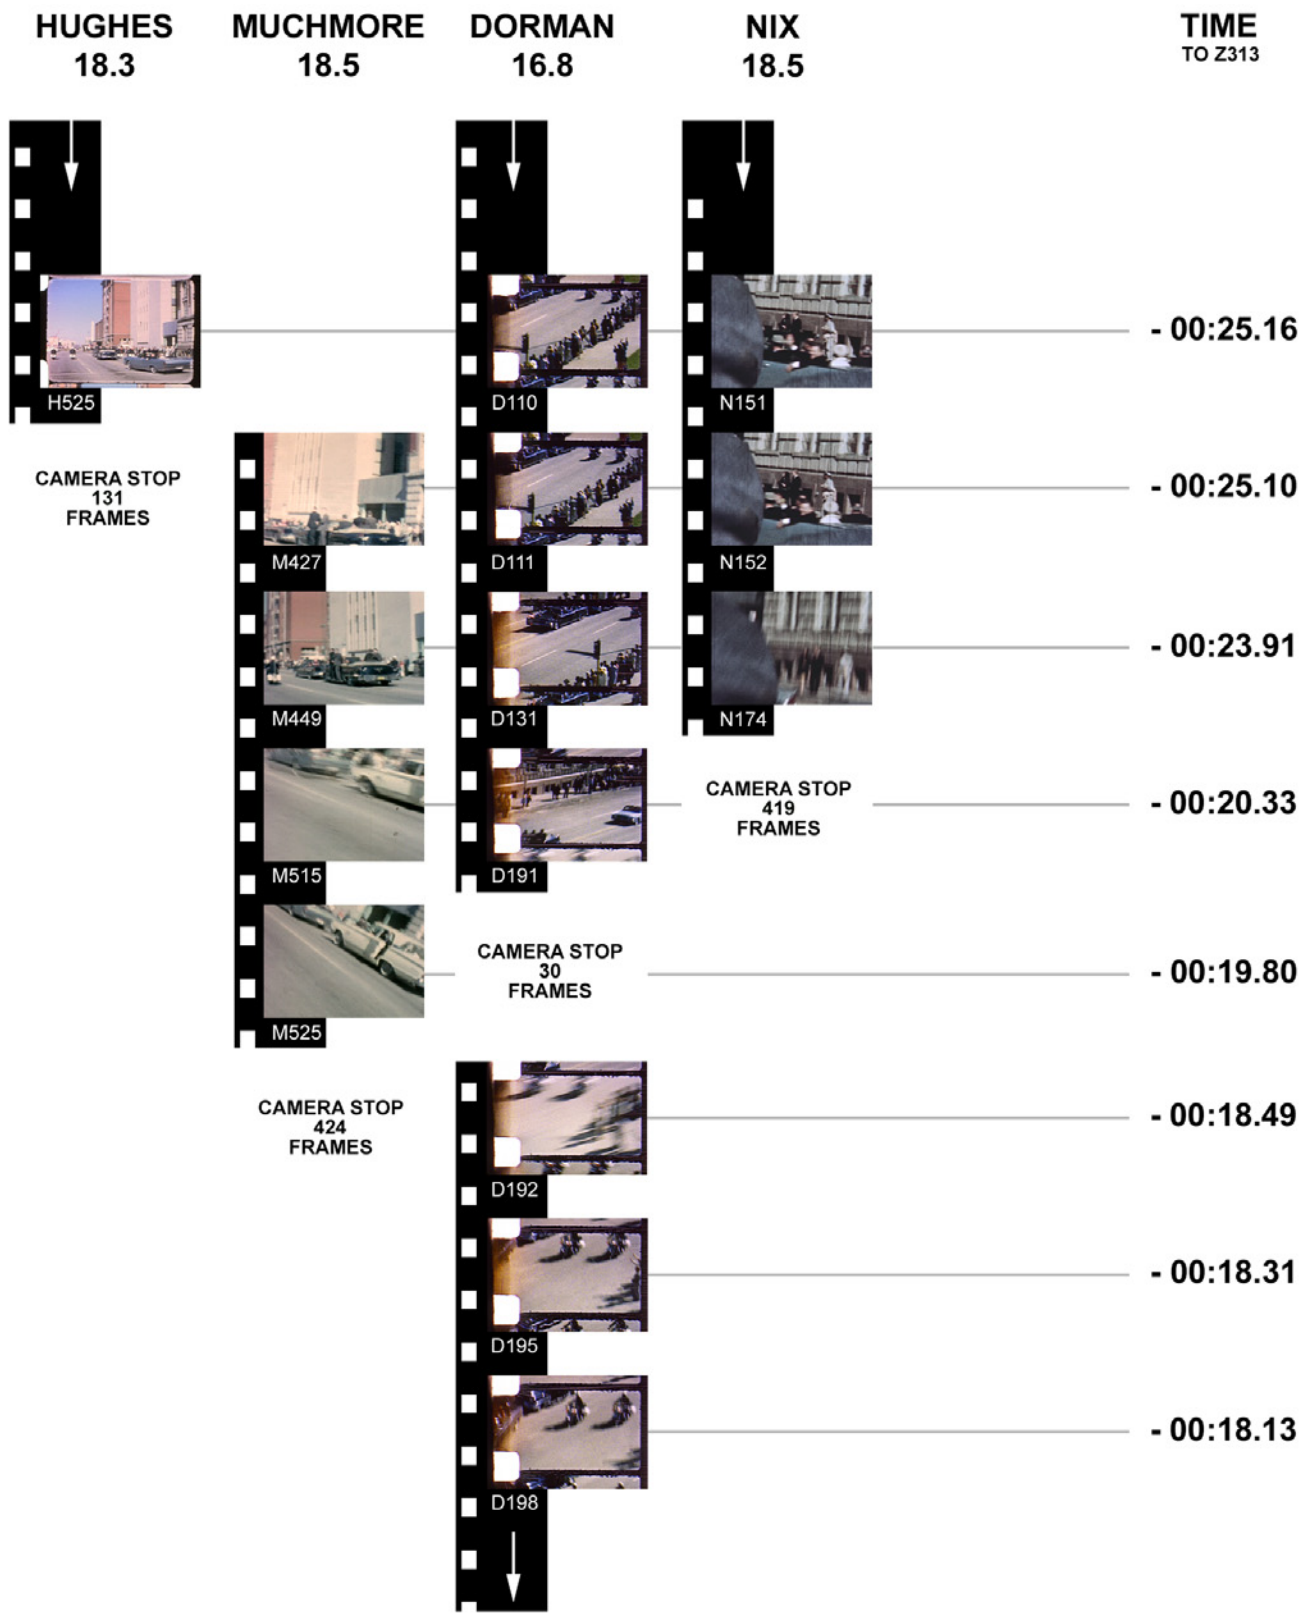 HUGHES
18.3
MUCHMORE
18.5
DORMAN
16.8
NIX
18.5
TIME
TO Z313
H525
D110
N151
- 00:25.16
CAMERA STOP
131
FRAMES
M427
D111
N152
- 00:25.10
M449
D131
N174
- 00:23.91
M515
D191
CAMERA STOP
419
FRAMES
- 00:20.33
M525
CAMERA STOP
30
FRAMES
- 00:19.80
CAMERA STOP
424
FRAMES
D192
- 00:18.49
D195
- 00:18.31
D198
- 00:18.13